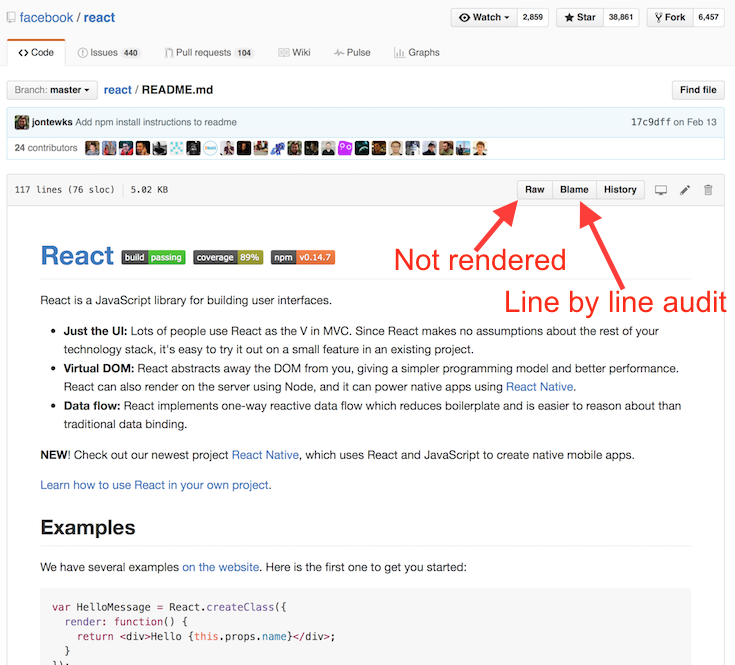 facebook / react
Watch 2,859 Star 38,861 Fork 6,457
Code Issues 440 Pull requests 104 Wiki Pulse Graphs
Branch: master react / README.md Find file
jontewks Add npm install instructions to readme 17c9dff on Feb 13
24 contributors
117 lines (76 sloc) 5.02 KB Raw Blame History
React build passing coverage 89% npm v0.14.7
Not rendered
Line by line audit
React is a JavaScript library for building user interfaces.
• Just the UI: Lots of people use React as the V in MVC. Since React makes no assumptions about the rest of your
technology stack, it's easy to try it out on a small feature in an existing project.
• Virtual DOM: React abstracts away the DOM from you, giving a simpler programming model and better performance.
React can also render on the server using Node, and it can power native apps using React Native.
• Data flow: React implements one-way reactive data flow which reduces boilerplate and is easier to reason about than
traditional data binding.
NEW! Check out our newest project React Native, which uses React and JavaScript to create native mobile apps.
Learn how to use React in your own project.
Examples
We have several examples on the website. Here is the first one to get you started:
var HelloMessage = React.createClass({
render: function() {
return <div>Hello {this.props.name}</div>;
}
});